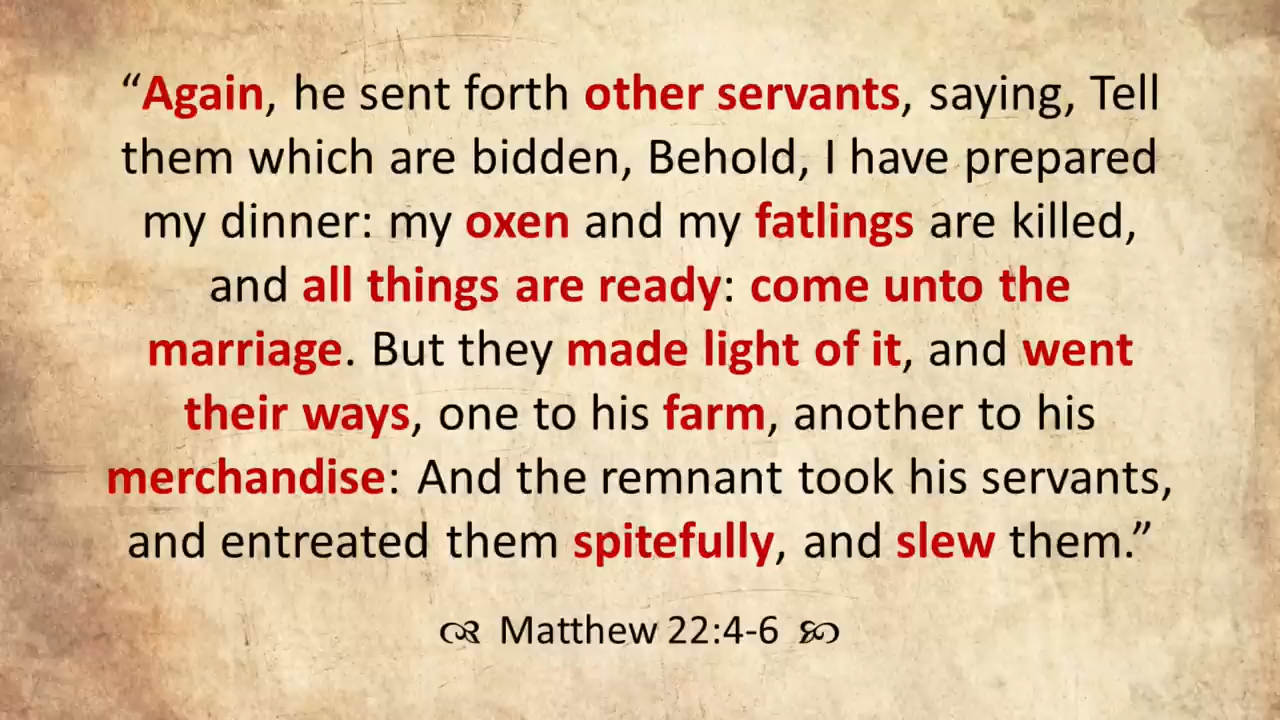 “Again, he sent forth other servants, saying, Tell
them which are bidden, Behold, I have prepared
my dinner: my oxen and my fatlings are killed,
and all things are ready: come unto the
marriage. But they made light of it, and went
their ways, one to his farm, another to his
merchandise: And the remnant took his servants,
and entreated them spitefully, and slew them.”
Matthew 22:4-6